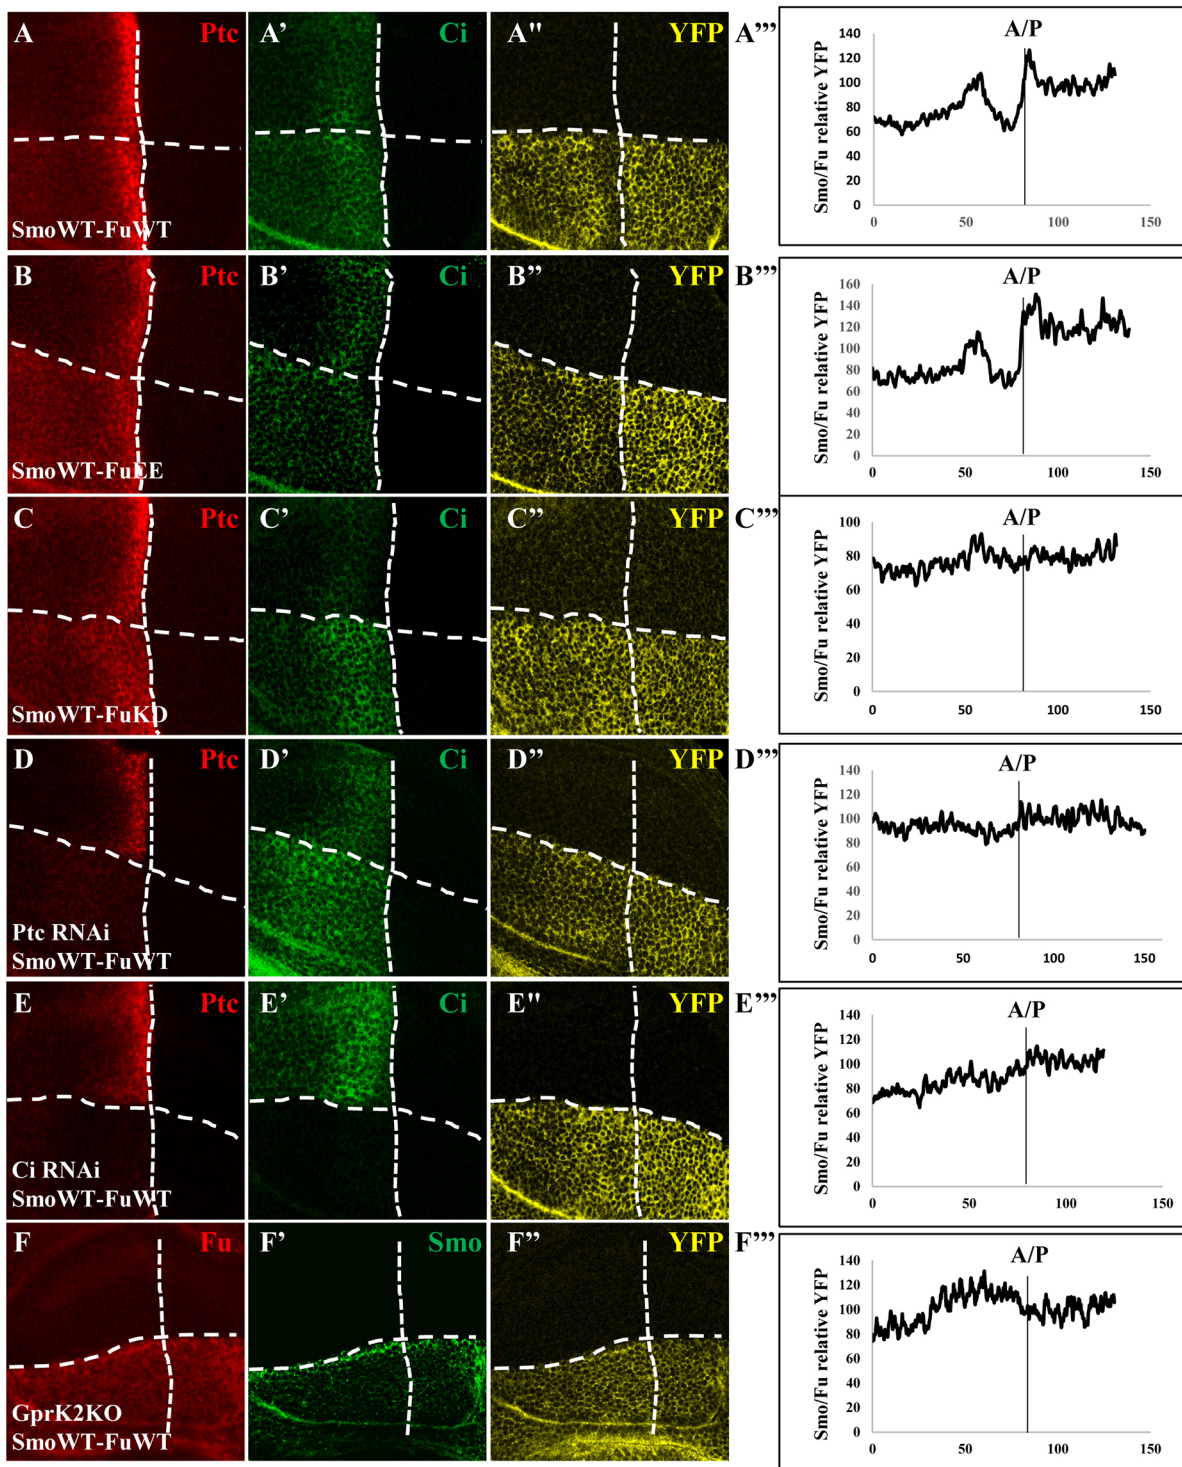 A Ptc A' Ci A" YFP A”’ A/P
SmoWT-FuWT
Smo/Fu relative YFP
140
120
100
80
60
40
20
0
0 50 100 150
B Ptc B’ Ci B” YFP B”’ A/P
SmoWT-FuEE
Smo/Fu relative YFP
160
140
120
100
80
60
40
20
0
0 50 100 150
C Ptc C’ Ci C” YFP C”’ A/P
SmoWT-FuKD
Smo/Fu relative YFP
100
80
60
40
20
0
0 50 100 150
D Ptc D’ Ci D” YFP D”’ A/P
Ptc RNAi
SmoWT-FuWT
Smo/Fu relative YFP
140
120
100
80
60
40
20
0
0 50 100 150
E Ptc E’ Ci E" YFP E”’ A/P
Ci RNAi
SmoWT-FuWT
Smo/Fu relative YFP
140
120
100
80
60
40
20
0
0 50 100 150
F Fu F’ Smo F” YFP F”’ A/P
GprK2KO
SmoWT-FuWT
Smo/Fu relative YFP
140
120
100
80
60
40
20
0
0 50 100 150